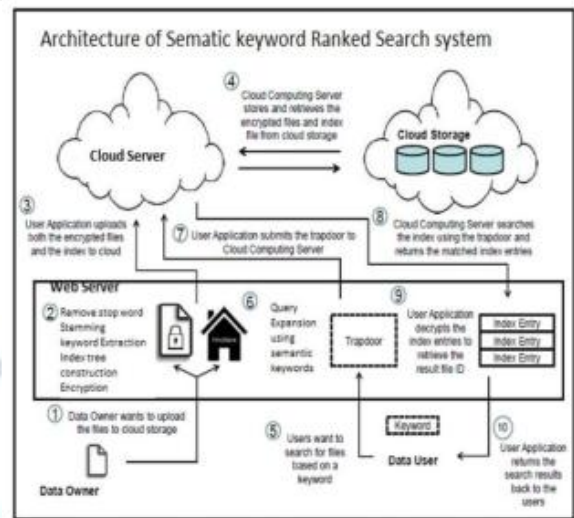 Architecture of Sematic keyword Ranked Search system
④
Cloud Computing Server
stores and retrieves the
encrypted files and index
file from cloud storage
Cloud Server
Cloud Storage
③
User Application uploads
both the encrypted files
and the index to cloud
⑦ User Application submits the trapdoor to
Cloud Computing Server
⑧ Cloud Computing Server searches
the index using the trapdoor and
returns the matched index entries
Web Server
② Remove stop word
Stemming
keyword Extraction
Index tree
construction
Encryption
⑥ Query
Expansion
using
semantic
keywords
Trapdoor
⑨
User Application
decrypts the
index entries to
retrieve the
result file ID
Index Entry
Index Entry
Index Entry
① Data Owner wants to upload
the files to cloud storage
Data Owner
⑤ Users want to
search for files
based on a
keyword
Keyword
Data User
⑩
User Application
returns the
search results
back to the
users